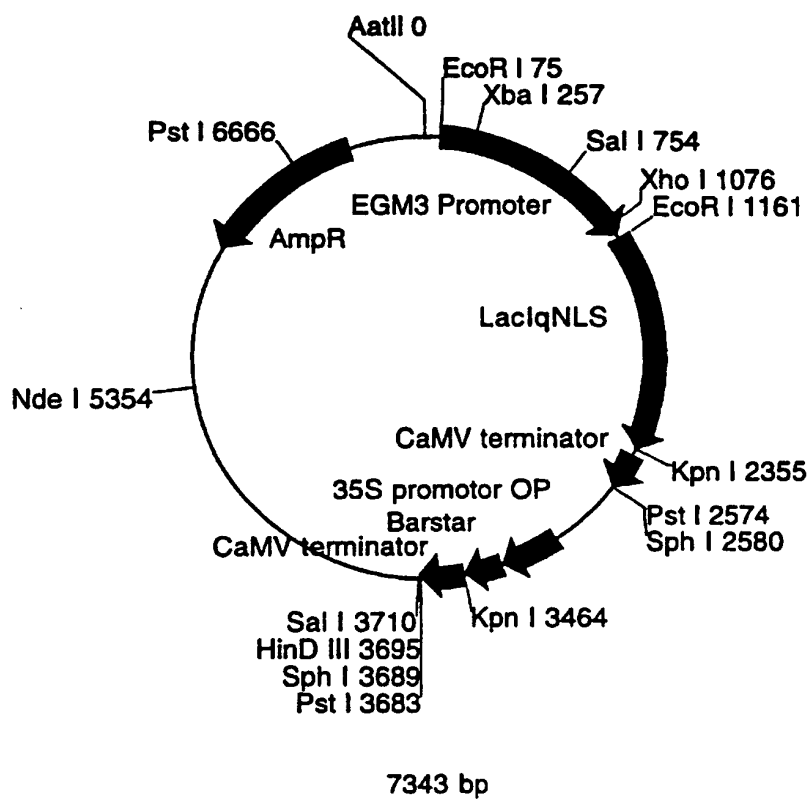 AatII 0
EcoR I 75
Xba I 257
Pst I 6666
Sal I 754
Xho I 1076
EcoR I 1161
EGM3 Promoter
AmpR
LacIqNLS
Nde I 5354
CaMV terminator
Kpn I 2355
35S promotor OP
Pst I 2574
Barstar
Sph I 2580
CaMV terminator
Sal I 3710
Kpn I 3464
HinD III 3695
Sph I 3689
Pst I 3683
7343 bp